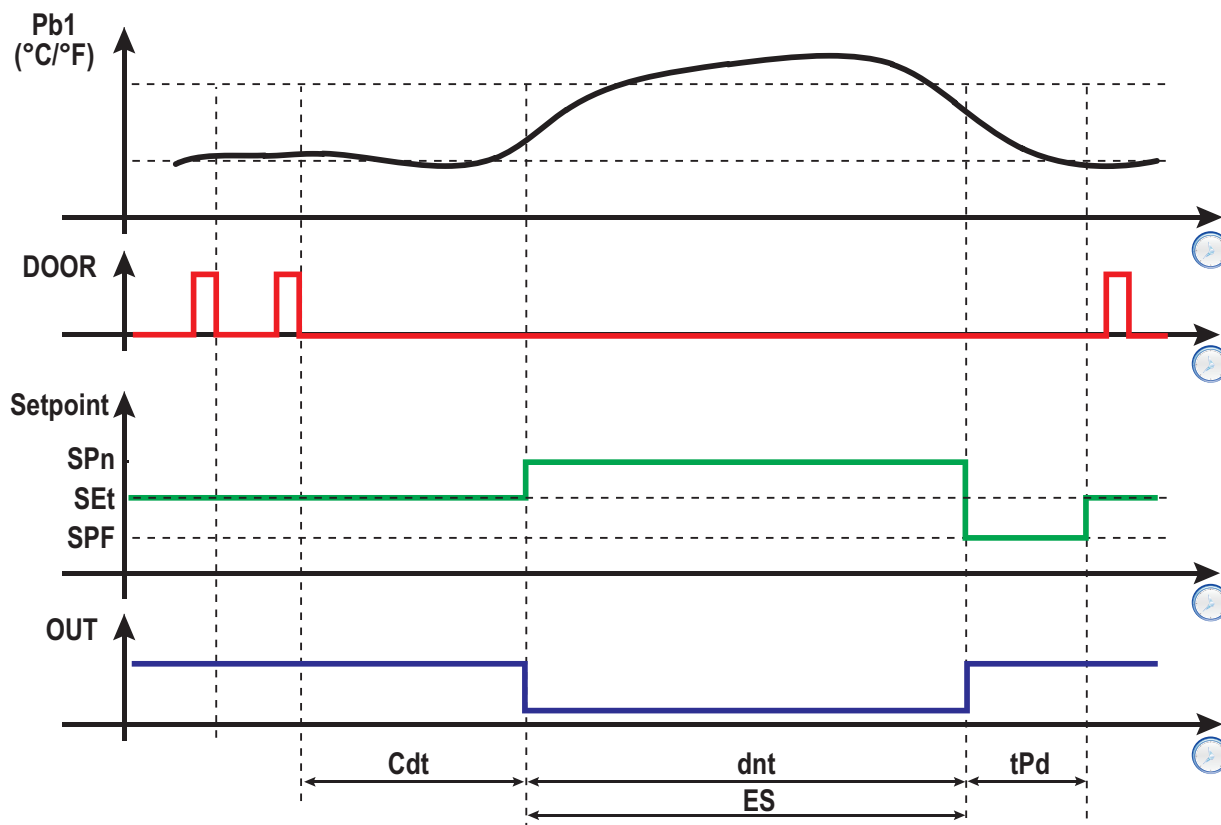 Pb1
(°C/°F)
DOOR
Setpoint
SPn
SEt
SPF
OUT
Cdt
dnt
tPd
ES